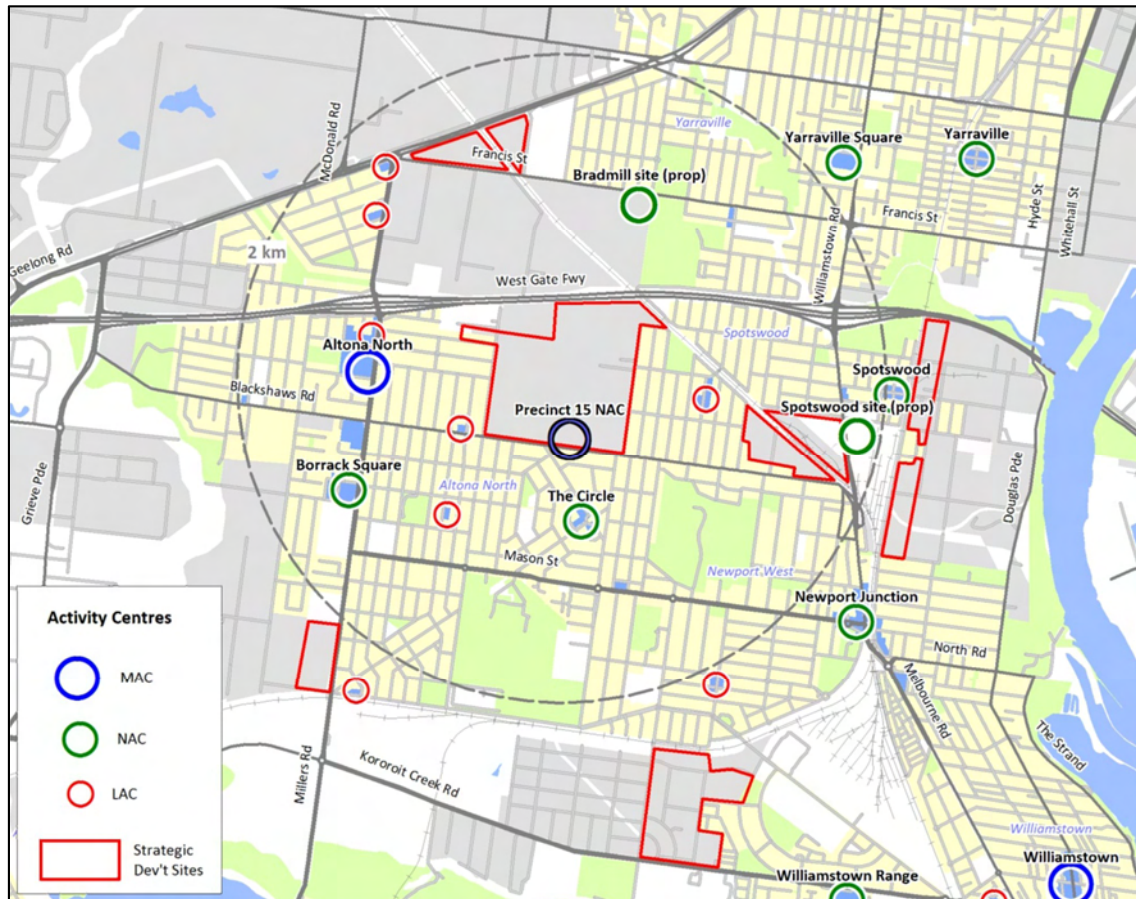 McDonald Rd
Francis St
Yarraville
Yarraville Square
Yarraville
Bradmill site (prop)
Hyde St
Whitehall St
Francis St
Williamstown Rd
2 km
Geelong Rd
West Gate Fwy
Spotswood
Altona North
Spotswood
Blackshaws Rd
Precinct 15 NAC
Spotswood site (prop)
Borrack Square
Altona North
The Circle
Grieve Pde
Douglas Pde
Mason St
Newport West
Newport Junction
North Rd
Melbourne Rd
The Strand
Millers Rd
Kororoit Creek Rd
Williamstown
Williamstown
Williamstown Range
Activity Centres
MAC
NAC
LAC
Strategic
Dev't Sites